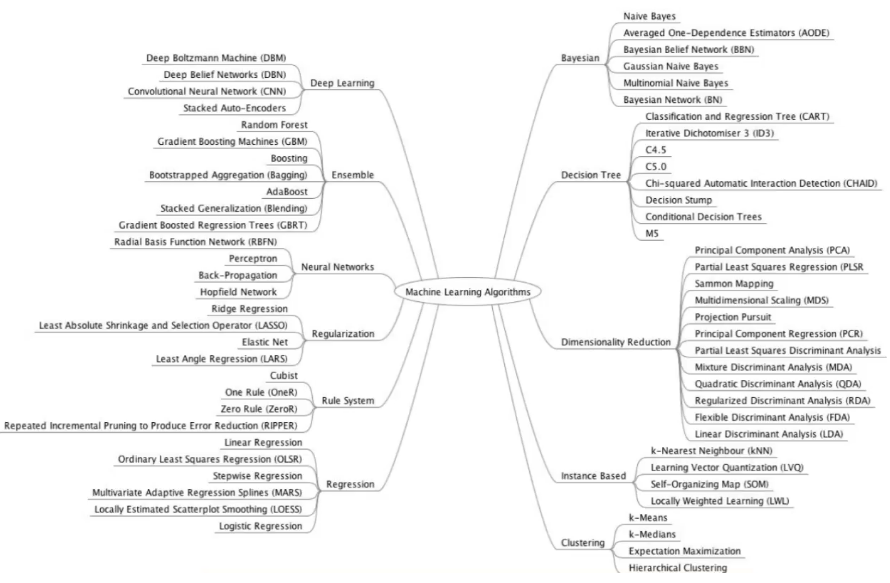 Machine Learning Algorithms
Deep Learning
Deep Boltzmann Machine (DBM)
Deep Belief Networks (DBN)
Convolutional Neural Network (CNN)
Stacked Auto-Encoders
Ensemble
Random Forest
Gradient Boosting Machines (GBM)
Boosting
Bootstrapped Aggregation (Bagging)
AdaBoost
Stacked Generalization (Blending)
Gradient Boosted Regression Trees (GBRT)
Neural Networks
Radial Basis Function Network (RBFN)
Perceptron
Back-Propagation
Hopfield Network
Regularization
Ridge Regression
Least Absolute Shrinkage and Selection Operator (LASSO)
Elastic Net
Least Angle Regression (LARS)
Rule System
Cubist
One Rule (OneR)
Zero Rule (ZeroR)
Repeated Incremental Pruning to Produce Error Reduction (RIPPER)
Regression
Linear Regression
Ordinary Least Squares Regression (OLSR)
Stepwise Regression
Multivariate Adaptive Regression Splines (MARS)
Locally Estimated Scatterplot Smoothing (LOESS)
Logistic Regression
Bayesian
Naive Bayes
Averaged One-Dependence Estimators (AODE)
Bayesian Belief Network (BBN)
Gaussian Naive Bayes
Multinomial Naive Bayes
Bayesian Network (BN)
Decision Tree
Classification and Regression Tree (CART)
Iterative Dichotomiser 3 (ID3)
C4.5
C5.0
Chi-squared Automatic Interaction Detection (CHAID)
Decision Stump
Conditional Decision Trees
M5
Dimensionality Reduction
Principal Component Analysis (PCA)
Partial Least Squares Regression (PLSR
Sammon Mapping
Multidimensional Scaling (MDS)
Projection Pursuit
Principal Component Regression (PCR)
Partial Least Squares Discriminant Analysis
Mixture Discriminant Analysis (MDA)
Quadratic Discriminant Analysis (QDA)
Regularized Discriminant Analysis (RDA)
Flexible Discriminant Analysis (FDA)
Linear Discriminant Analysis (LDA)
Instance Based
k-Nearest Neighbour (kNN)
Learning Vector Quantization (LVQ)
Self-Organizing Map (SOM)
Locally Weighted Learning (LWL)
Clustering
k-Means
k-Medians
Expectation Maximization
Hierarchical Clustering